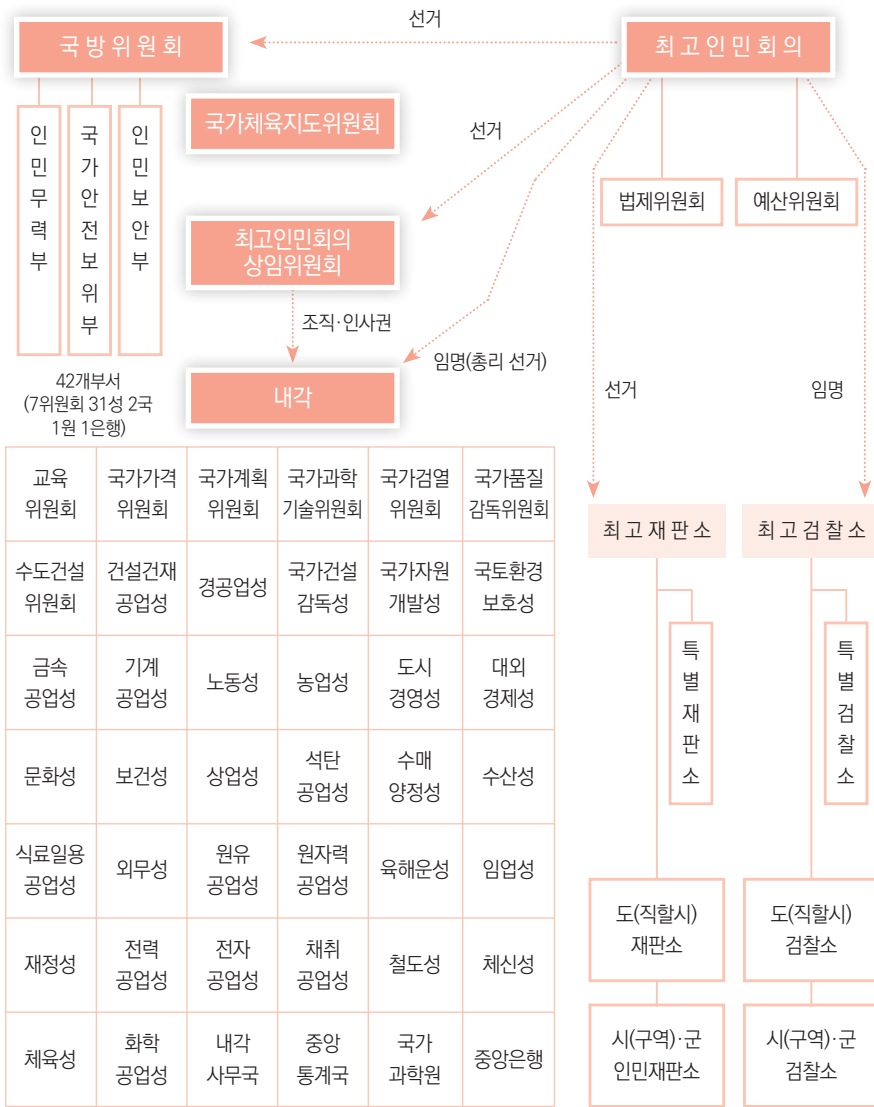 선거
국방위원회
최고인민회의
국가체육지도위원회
선거
인민무력부
국가안전보위부
인민보안부
법제위원회
예산위원회
최고인민회의
상임위원회
조직·인사권
임명(총리 선거)
42개부서
(7위원회 31성 2국
1원 1은행)
내각
선거
임명
교육
위원회
국가가격
위원회
국가계획
위원회
국가과학
기술위원회
국가검열
위원회
국가품질
감독위원회
수도건설
위원회
건설건재
공업성
경공업성
국가건설
감독성
국가자원
개발성
국토환경
보호성
금속
공업성
기계
공업성
노동성
농업성
도시
경영성
대외
경제성
문화성
보건성
상업성
석탄
공업성
수매
양정성
수산성
식료일용
공업성
외무성
원유
공업성
원자력
공업성
육해운성
임업성
재정성
전력
공업성
전자
공업성
채취
공업성
철도성
체신성
체육성
화학
공업성
내각
사무국
중앙
통계국
국가
과학원
중앙은행
최고재판소
최고검찰소
특별재판소
특별검찰소
도(직할시)
재판소
도(직할시)
검찰소
시(구역)·군
인민재판소
시(구역)·군
검찰소